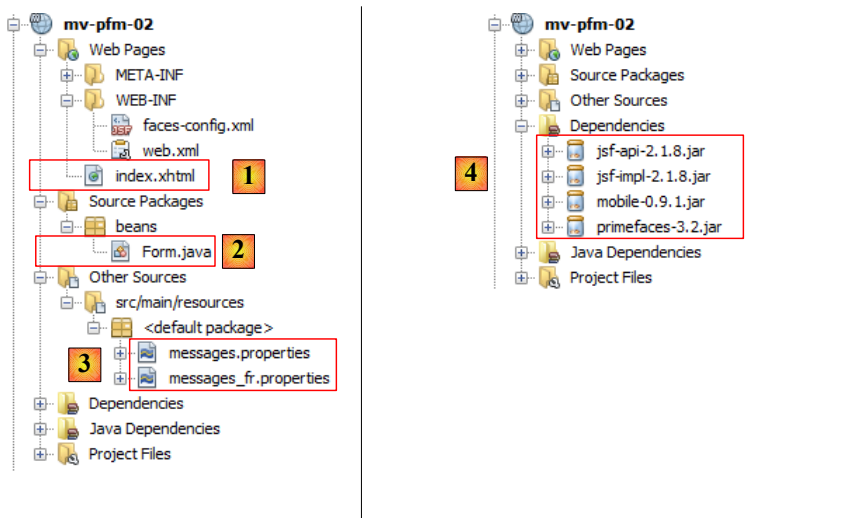 mv-pfm-02
Web Pages
META-INF
WEB-INF
faces-config.xml
web.xml
index.xhtml
1
Source Packages
beans
Form.java
2
Other Sources
src/main/resources
<default package>
3
messages.properties
messages_fr.properties
Dependencies
Java Dependencies
Project Files
mv-pfm-02
Web Pages
Source Packages
Other Sources
Dependencies
4
jsf-api-2.1.8.jar
jsf-impl-2.1.8.jar
mobile-0.9.1.jar
primefaces-3.2.jar
Java Dependencies
Project Files